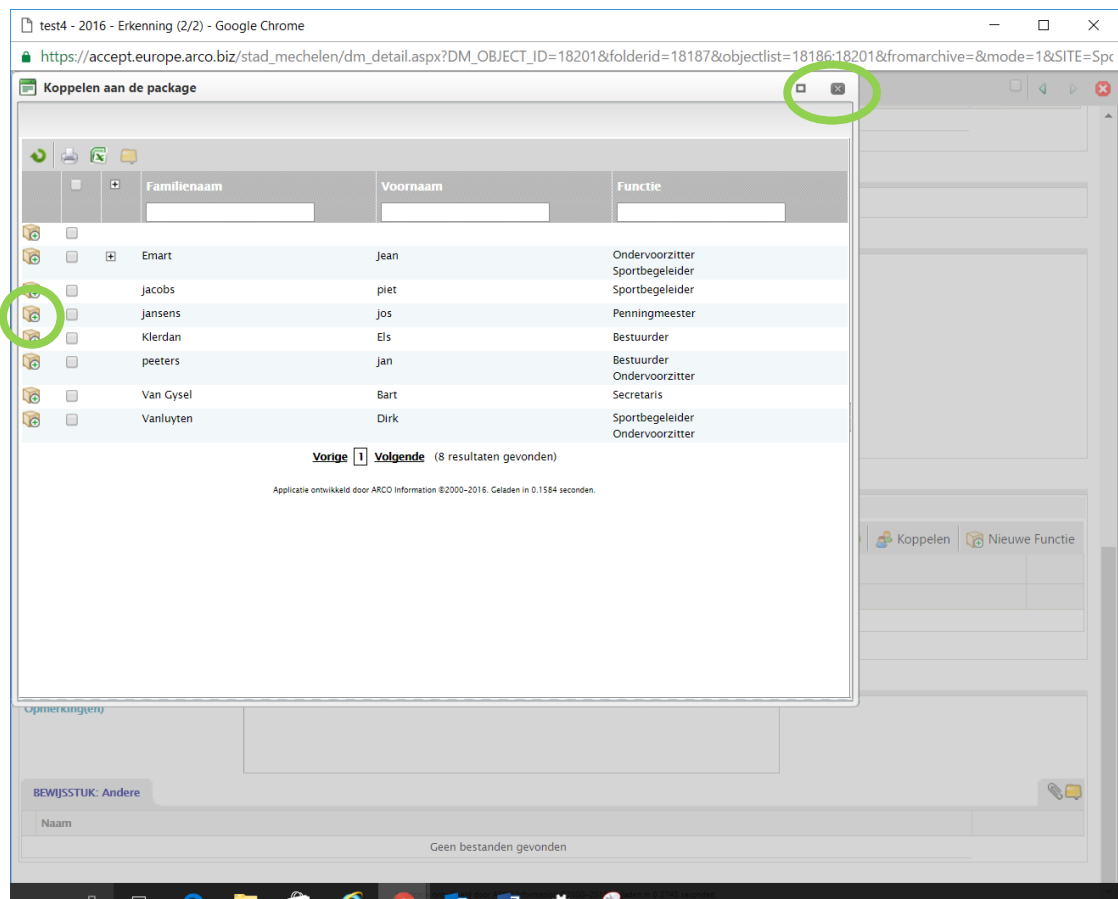 test4 - 2016 - Erkenning (2/2) - Google Chrome
https://accept.europe.arco.biz/stad_mechelen/dm_detail.aspx?DM_OBJECT_ID=18201&folderid=18187&objectlist=18186;18201&fromarchive=&mode=1&SITE=Spo
Koppelen aan de package
Familienaam Voornaam Functie
Emart Jean Ondervoorzitter
Sportbegeleider
jacobs piet Sportbegeleider
jansens jos Penningmeester
Klerdan Els Bestuurder
peeters jan Bestuurder
Ondervoorzitter
Van Gysel Bart Secretaris
Vanluyten Dirk Sportbegeleider
Ondervoorzitter
Vorige 1 Volgende (8 resultaten gevonden)
Applicatie ontwikkeld door ARCO Information ©2000-2016. Geladen in 0.1584 seconden.
Koppelen Nieuwe Functie
Opmerking(en)
BEWIJSSTUK: Andere
Naam
Geen bestanden gevonden